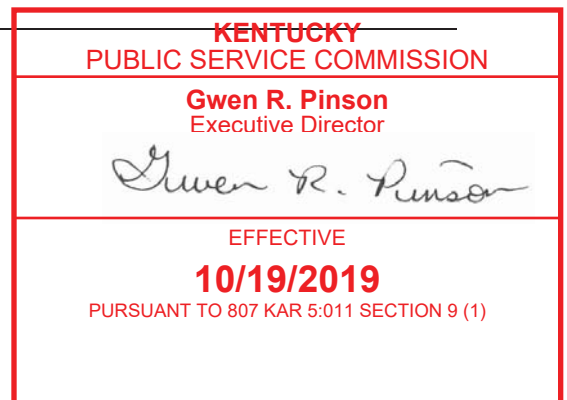 KENTUCKY
PUBLIC SERVICE COMMISSION
Gwen R. Pinson
Executive Director
Gwen R. Pinson
EFFECTIVE
10/19/2019
PURSUANT TO 807 KAR 5:011 SECTION 9 (1)